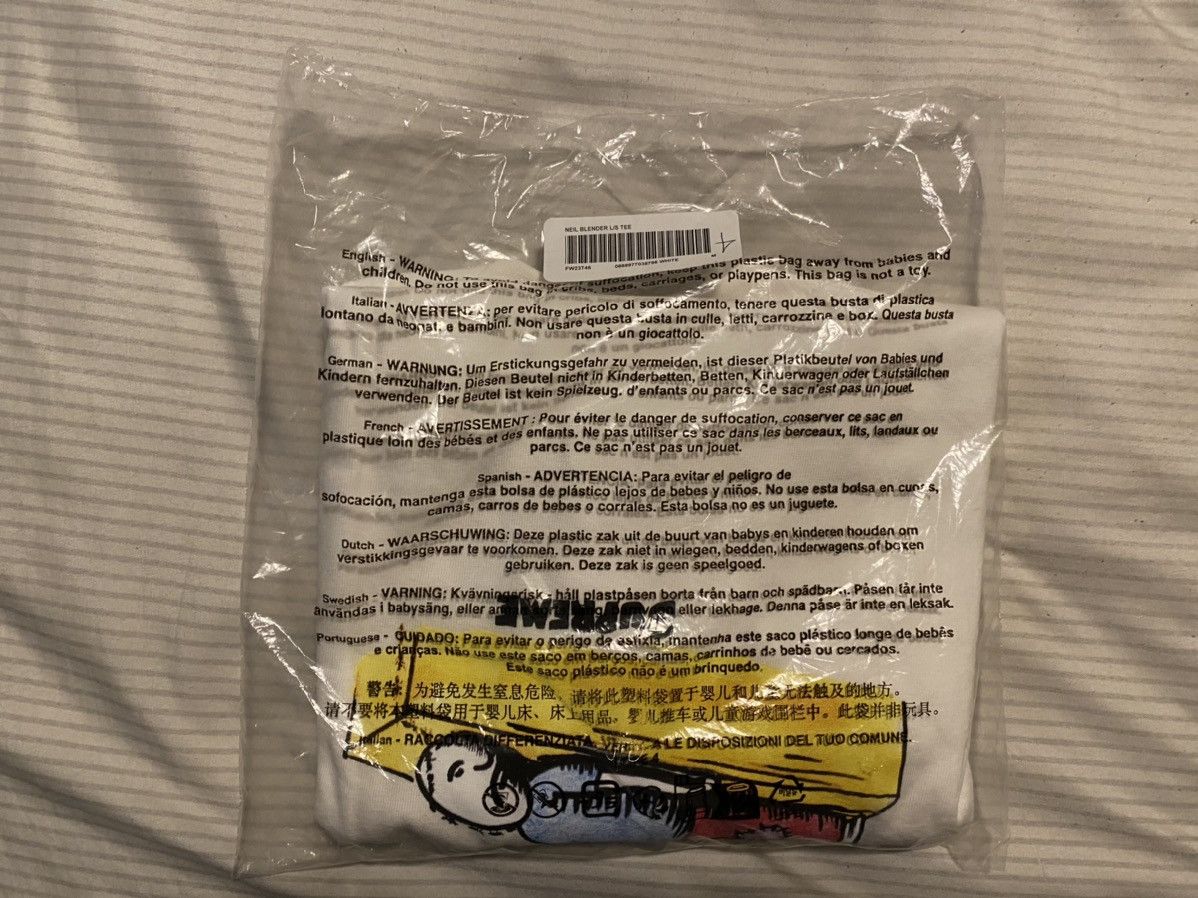 NEIL BLENDER L/S TEE
FW23T46 WHITE M
4
English - WARNING: To avoid danger of suffocation, keep this plastic bag away from babies and
children. Do not use this bag in cribs, beds, carriages, or playpens. This bag is not a toy.
Italian - AVVERTENZA: per evitare pericolo di soffocamento, tenere questa busta di plastica
lontano da neonati e bambini. Non usare questa busta in culle, letti, carrozzine e box. Questa busta
non è un giocattolo.
German - WARNUNG: Um Erstickungsgefahr zu vermeiden, ist dieser Platikbeutel von Babies und
Kindern fernzuhalten. Diesen Beutel nicht in Kinderbetten, Betten, Kinderwagen oder Laufställchen
verwenden. Der Beutel ist kein Spielzeug. d'enfants ou parcs. Ce sac n'est pas un jouet.
French - AVERTISSEMENT : Pour éviter le danger de suffocation, conserver ce sac en
plastique loin des bébés et des enfants. Ne pas utiliser ce sac dans les berceaux, lits, landaux ou
parcs. Ce sac n'est pas un jouet.
Spanish - ADVERTENCIA: Para evitar el peligro de
sofocación, mantenga esta bolsa de plástico lejos de bebes y niños. No use esta bolsa en cunas,
camas, carros de bebes o corrales. Esta bolsa no es un juguete.
Dutch - WAARSCHUWING: Deze plastic zak uit de buurt van babys en kinderen houden om
verstikkingsgevaar te voorkomen. Deze zak niet in wiegen, bedden, kinderwagens of boxen
gebruiken. Deze zak is geen speelgoed.
Swedish - VARNING: Kvävningsrisk - håll plastpåsen borta från barn och spädbarn. Påsen får inte
användas i babysäng, eller eller lekhage. Denna påse är inte en leksak.
SUPREME
Portuguese - CUIDADO: Para evitar o perigo de asfixia, mantenha este saco plástico longe de bebês
e crianças. Não use este saco em berços, camas, carrinhos de bebê ou cercados.
Este saco plástico não é um brinquedo.
警告: 为避免发生窒息危险, 请将此塑料袋置于婴儿和儿童无法触及的地方。
请不要将本塑料袋用于婴儿床、床上用品。婴儿推车或儿童游戏围栏中。此袋并非玩具。
Italian - RACCOLTA DIFFERENZIATA. VERIFICA LE DISPOSIZIONI DEL TUO COMUNE.